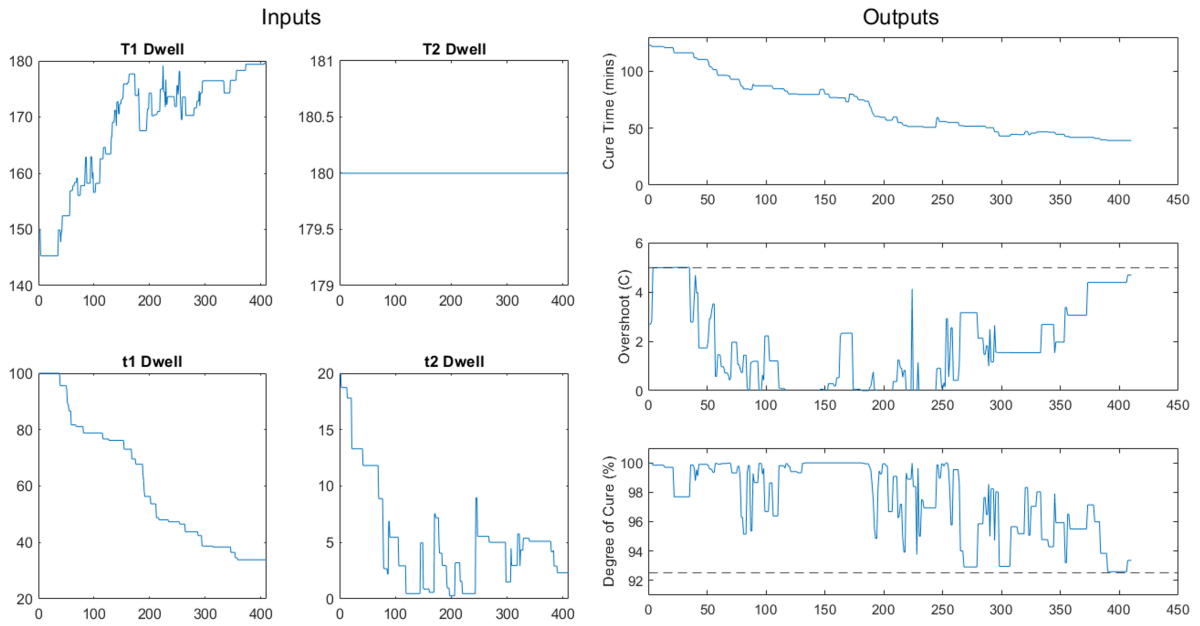 Inputs
Outputs
T1 Dwell
180
170
160
150
140
0 100 200 300 400
T2 Dwell
181
180.5
180
179.5
179
0 100 200 300 400
t1 Dwell
100
80
60
40
20
0 100 200 300 400
t2 Dwell
20
15
10
5
0
0 100 200 300 400
Cure Time (mins)
100
50
0
0 50 100 150 200 250 300 350 400 450
Overshoot (C)
6
4
2
0
0 50 100 150 200 250 300 350 400 450
Degree of Cure (%)
100
98
96
94
92
0 50 100 150 200 250 300 350 400 450